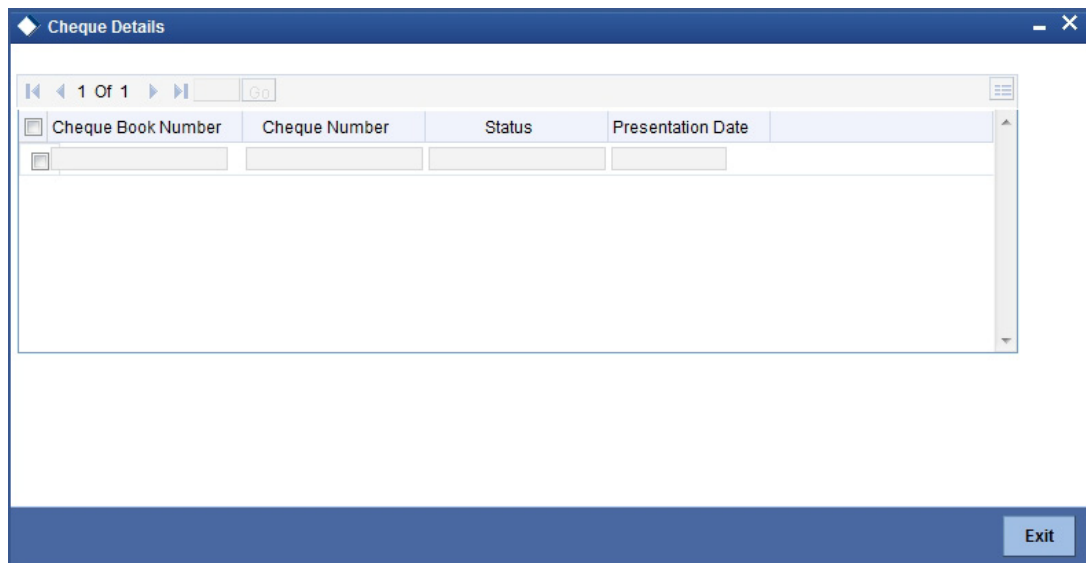 Cheque Details
1 Of 1 Go
Cheque Book Number Cheque Number Status Presentation Date
Exit